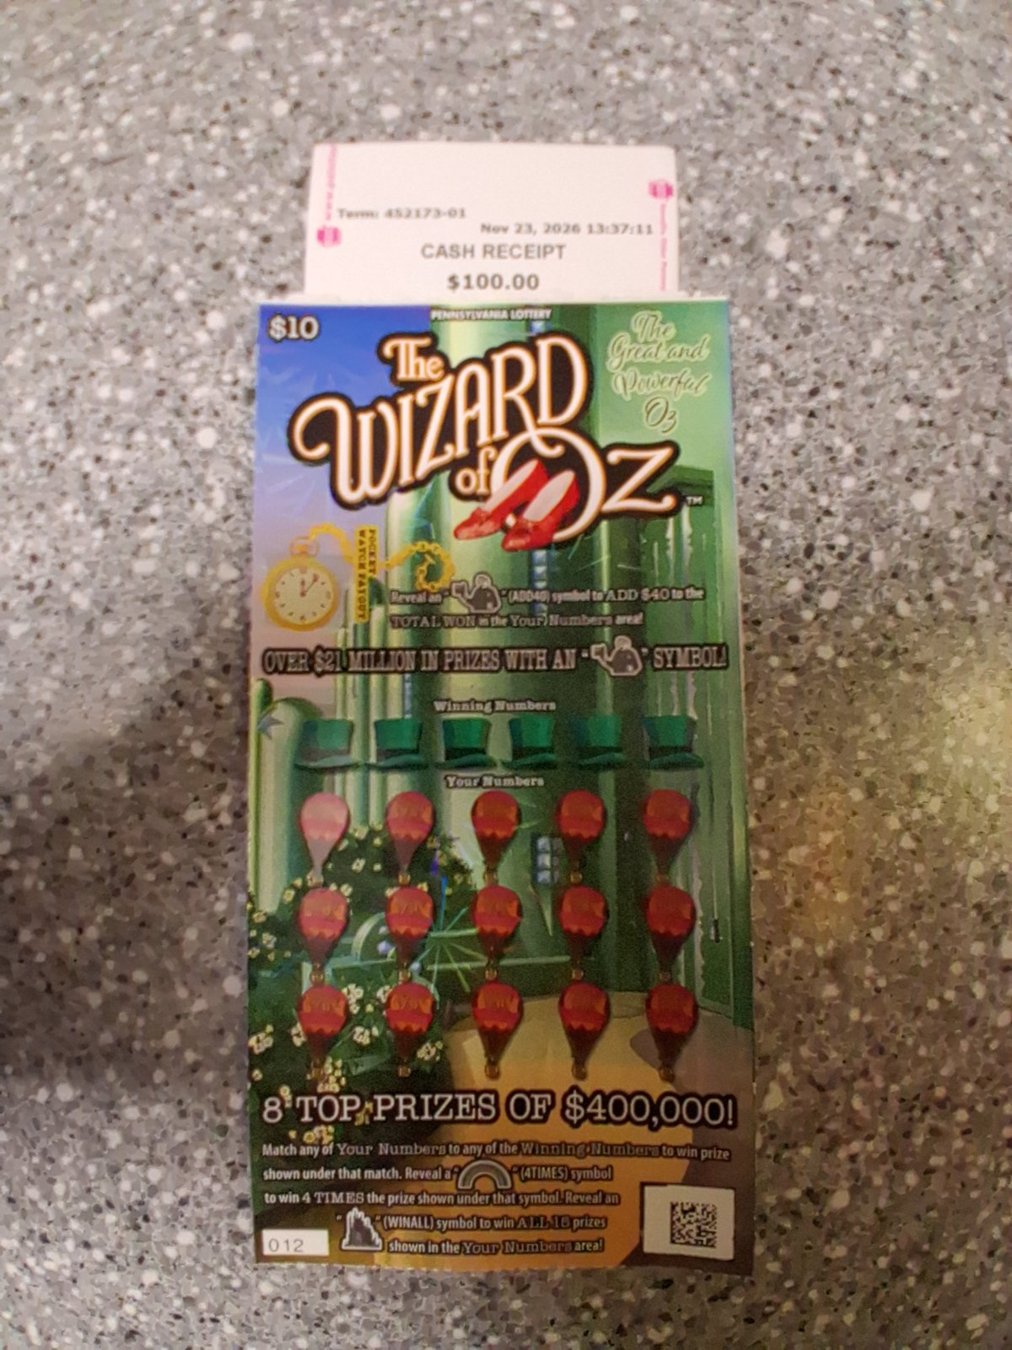 Term: 452173-01
Nov 23, 2026 13:37:11
CASH RECEIPT
$100.00
PENNSYLVANIA LOTTERY
$10
The
WIZARD
of OZ™
The
Great and
Powerful
Oz
POCKET
WATCH PAYOUT
Reveal an " " (ADD40) symbol to ADD $40 to the
TOTAL WON in the Your Numbers area!
OVER $21 MILLION IN PRIZES WITH AN " " SYMBOL!
Winning Numbers
Your Numbers
8 TOP PRIZES OF $400,000!
Match any of Your Numbers to any of the Winning Numbers to win prize
shown under that match. Reveal a " " (4TIMES) symbol
to win 4 TIMES the prize shown under that symbol. Reveal an
" " (WINALL) symbol to win ALL 15 prizes
shown in the Your Numbers area!
012